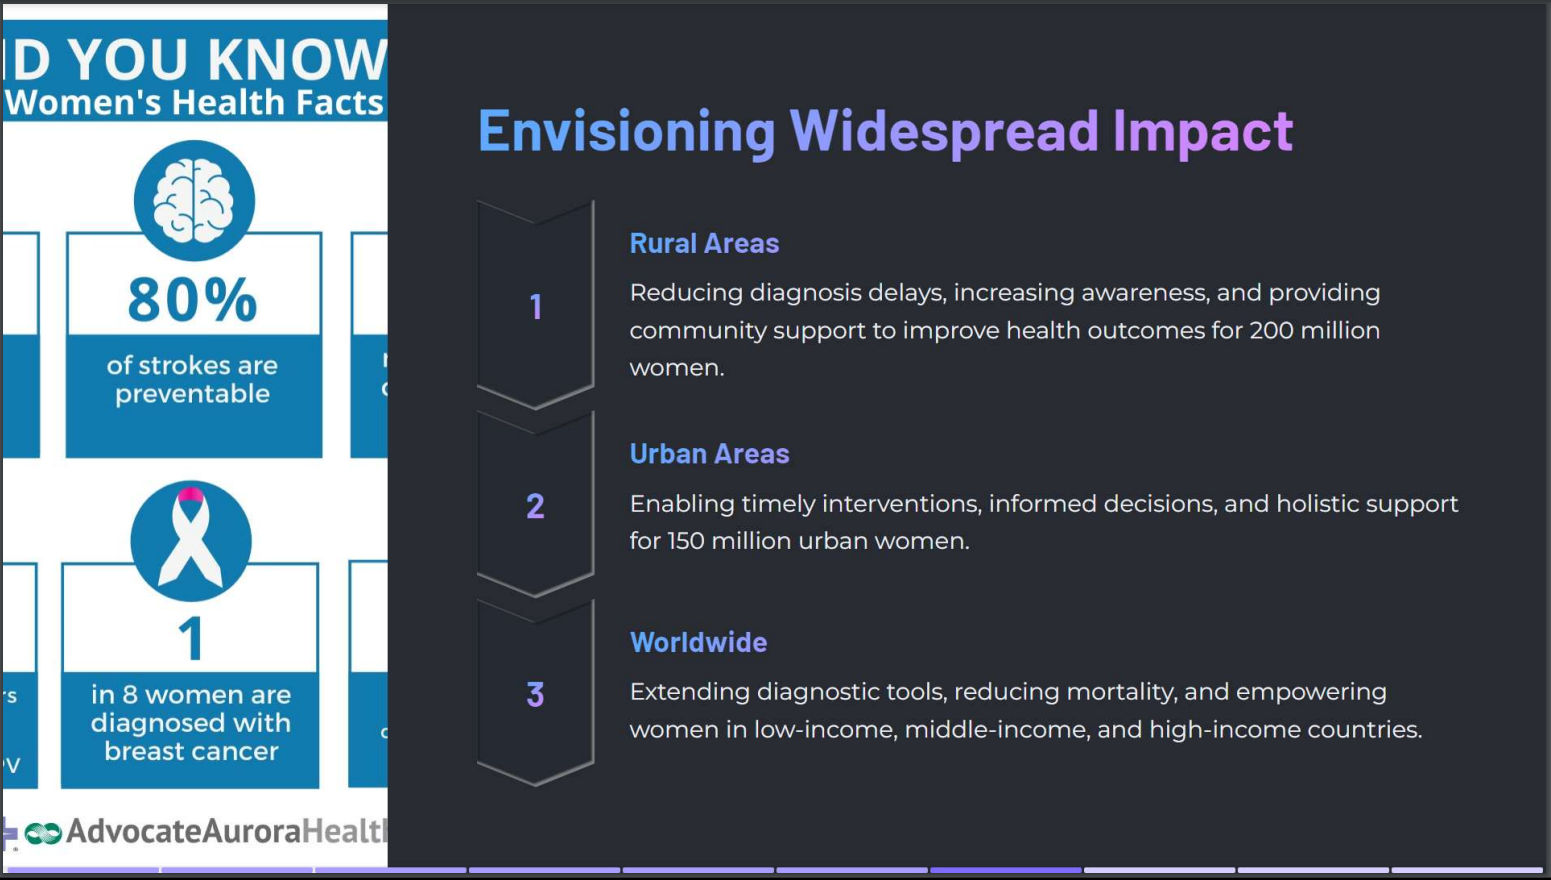 D YOU KNOW
Women's Health Facts
80%
of strokes are
preventable
1
in 8 women are
diagnosed with
breast cancer
rs
PV
AdvocateAuroraHealth
Envisioning Widespread Impact
1
Rural Areas
Reducing diagnosis delays, increasing awareness, and providing
community support to improve health outcomes for 200 million
women.
2
Urban Areas
Enabling timely interventions, informed decisions, and holistic support
for 150 million urban women.
3
Worldwide
Extending diagnostic tools, reducing mortality, and empowering
women in low-income, middle-income, and high-income countries.